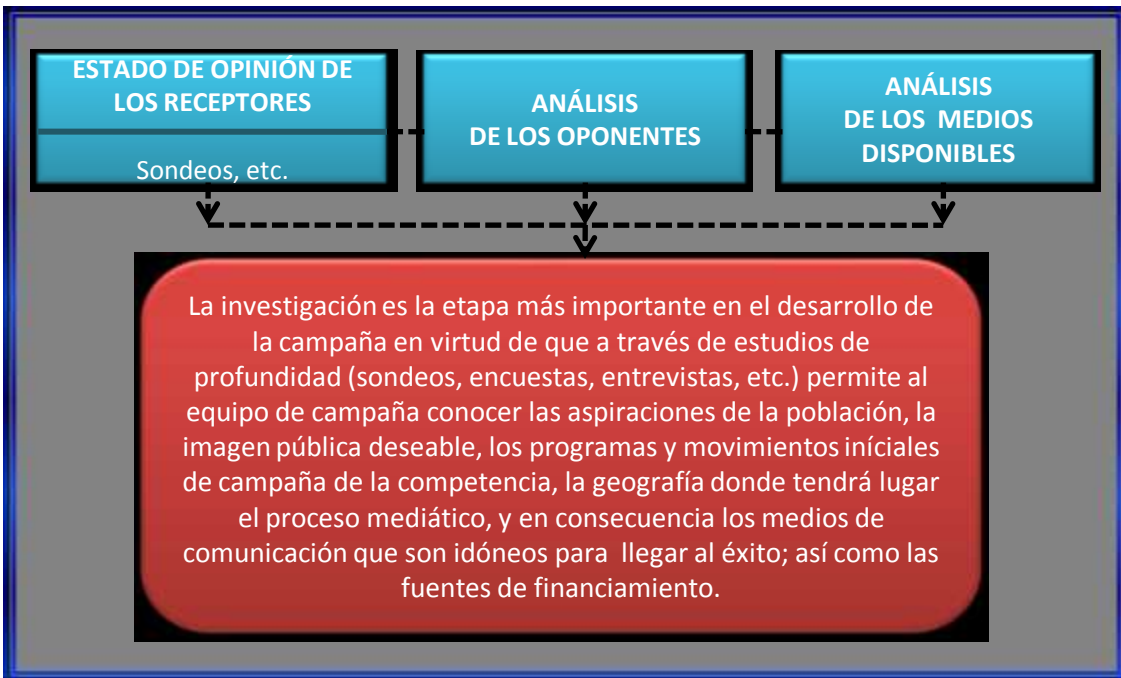 ESTADO DE OPINIÓN DE
LOS RECEPTORES
Sondeos, etc.
ANÁLISIS
DE LOS OPONENTES
ANÁLISIS
DE LOS MEDIOS
DISPONIBLES
La investigación es la etapa más importante en el desarrollo de
la campaña en virtud de que a través de estudios de
profundidad (sondeos, encuestas, entrevistas, etc.) permite al
equipo de campaña conocer las aspiraciones de la población, la
imagen pública deseable, los programas y movimientos iníciales
de campaña de la competencia, la geografía donde tendrá lugar
el proceso mediático, y en consecuencia los medios de
comunicación que son idóneos para llegar al éxito; así como las
fuentes de financiamiento.